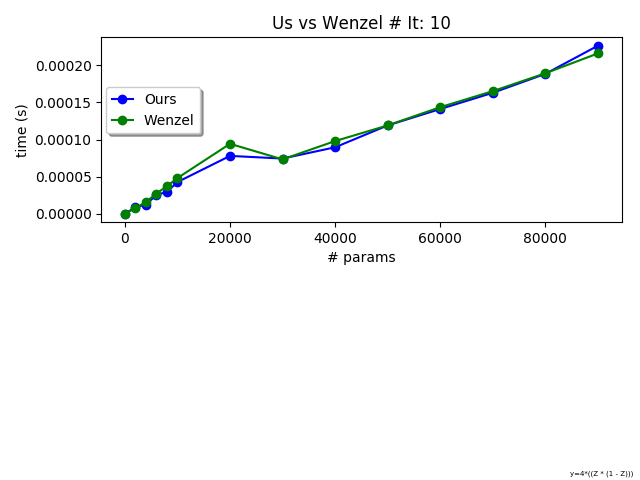 Us vs Wenzel # It: 10
time (s)
0.00020
0.00015
0.00010
0.00005
0.00000
Ours
Wenzel
0
20000
40000
60000
80000
# params
y=4*((Z * (1 - Z)))